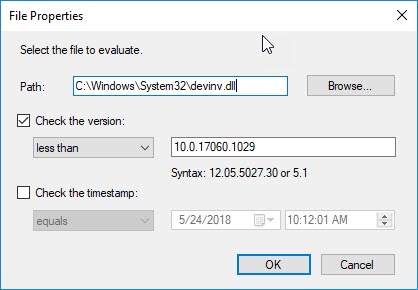 File Properties
Select the file to evaluate.
Path: C:\Windows\System32\devinv.dll Browse...
Check the version:
less than 10.0.17060.1029
Syntax: 12.05.5027.30 or 5.1
Check the timestamp:
equals 5/24/2018 10:12:01 AM
OK Cancel